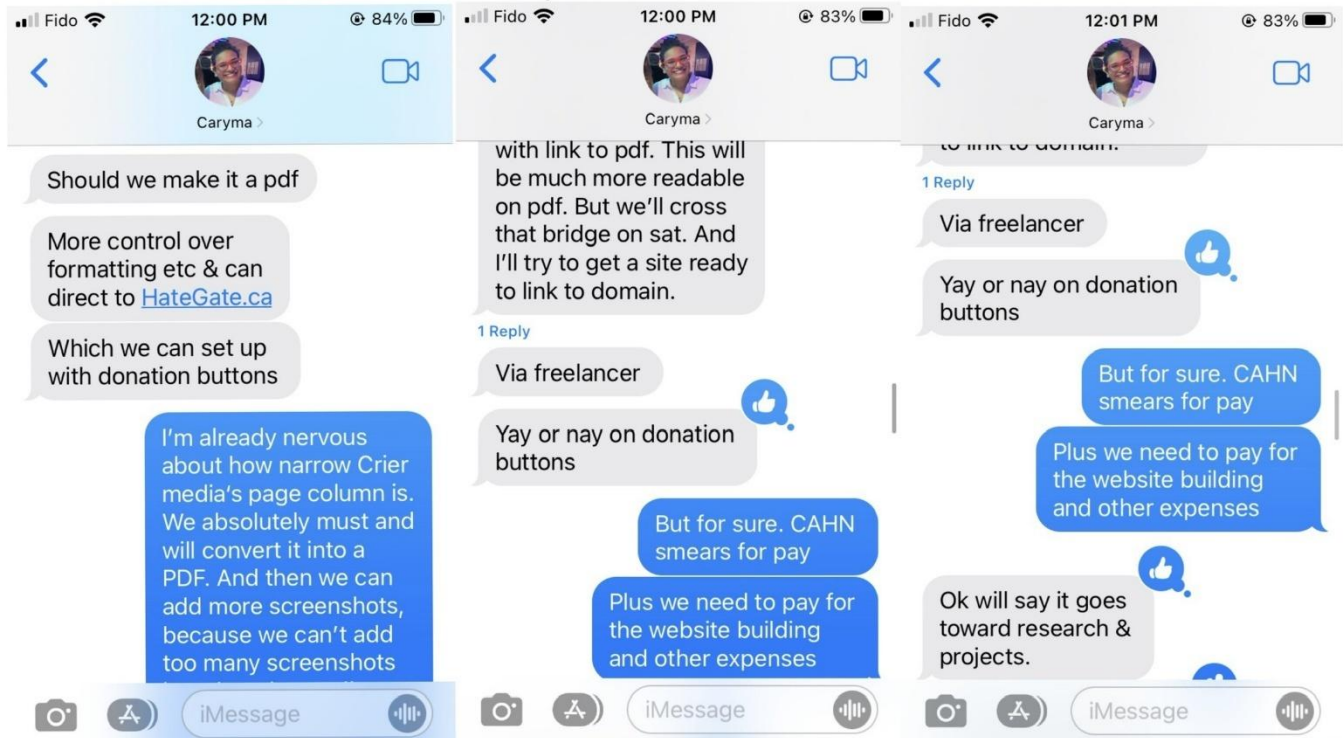 Fido
12:00 PM
84%
Caryma
Should we make it a pdf
More control over
formatting etc & can
direct to HateGate.ca
Which we can set up
with donation buttons
I'm already nervous
about how narrow Crier
media's page column is.
We absolutely must and
will convert it into a
PDF. And then we can
add more screenshots,
because we can't add
too many screenshots
iMessage
Fido
12:00 PM
83%
Caryma
with link to pdf. This will
be much more readable
on pdf. But we'll cross
that bridge on sat. And
I'll try to get a site ready
to link to domain.
1 Reply
Via freelancer
Yay or nay on donation
buttons
But for sure. CAHN
smears for pay
Plus we need to pay for
the website building
and other expenses
iMessage
Fido
12:01 PM
83%
Caryma
to link to domain.
1 Reply
Via freelancer
Yay or nay on donation
buttons
But for sure. CAHN
smears for pay
Plus we need to pay for
the website building
and other expenses
Ok will say it goes
toward research &
projects.
iMessage